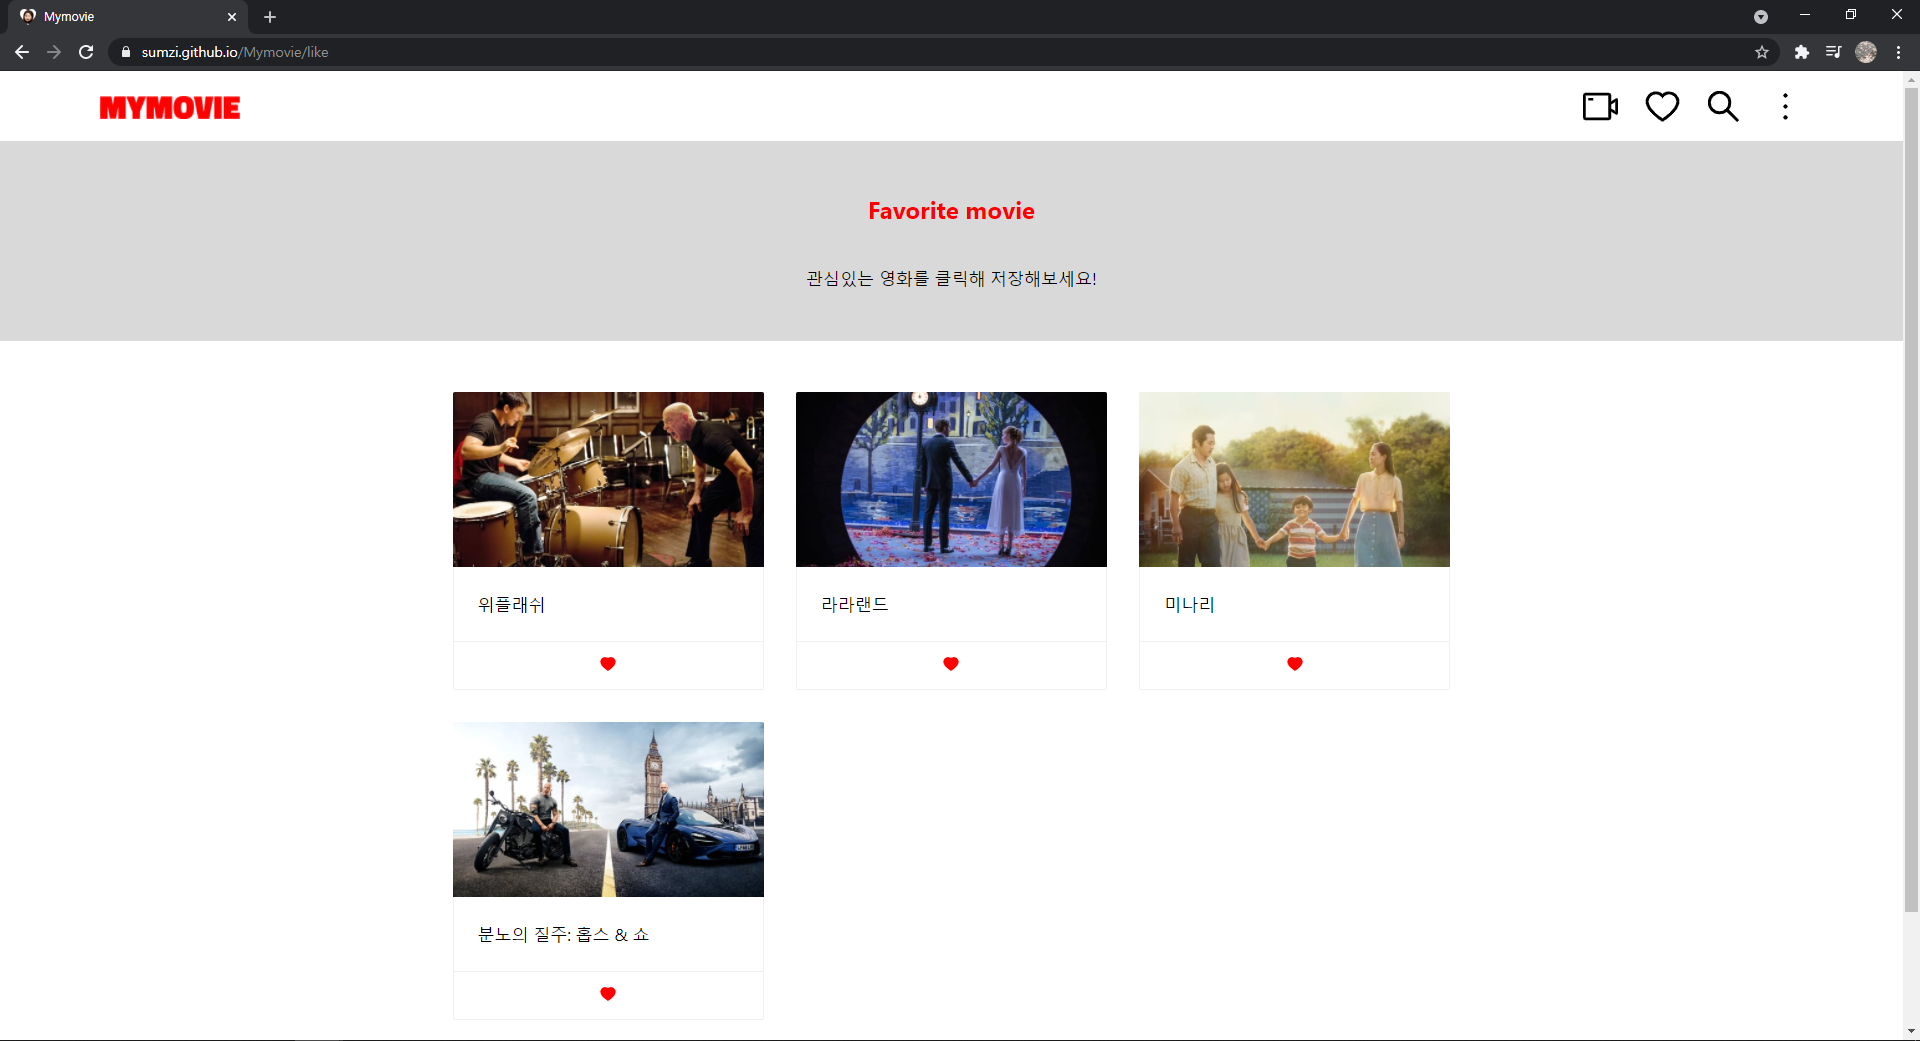 Mymovie
sumzi.github.io/Mymovie/like
MYMOVIE
Favorite movie
관심있는 영화를 클릭해 저장해보세요!
위플래쉬
라라랜드
미나리
분노의 질주: 홉스 & 쇼